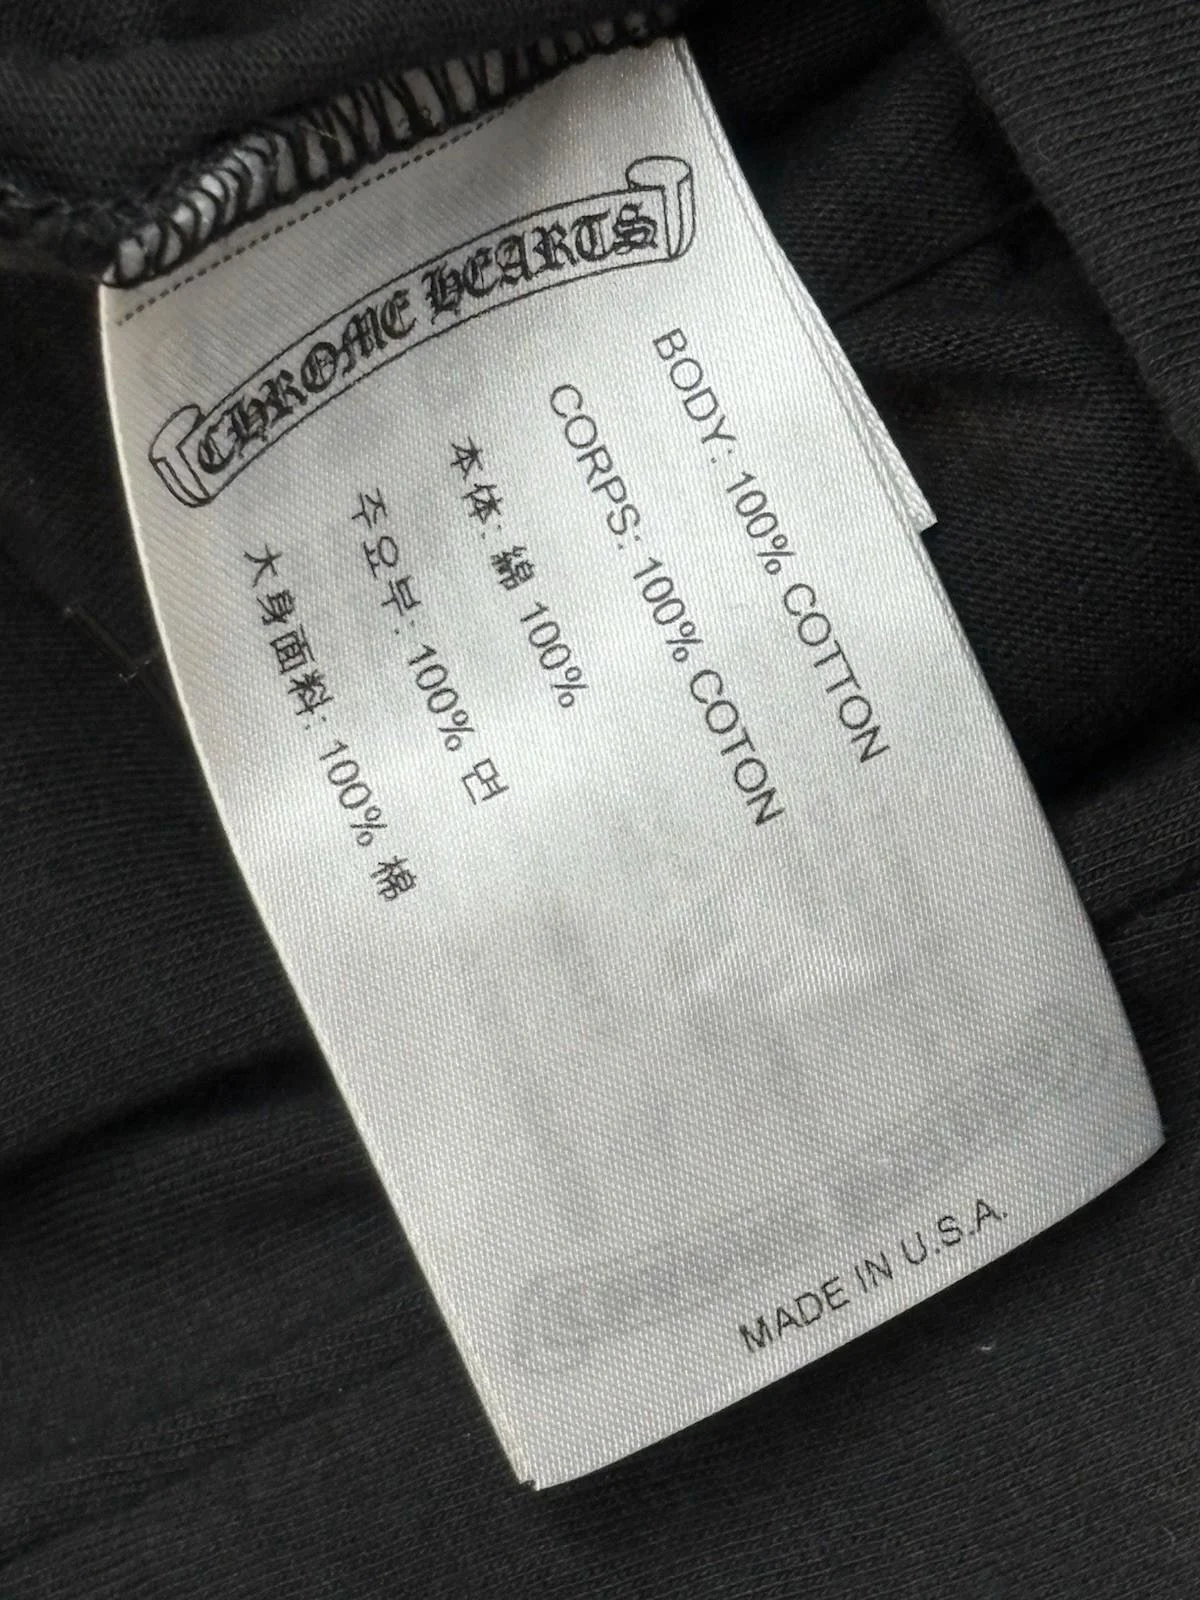 CHROME HEARTS
BODY: 100% COTTON
CORPS: 100% COTON
本体: 綿 100%
주요부: 100% 면
大身面料: 100% 棉
MADE IN U.S.A.